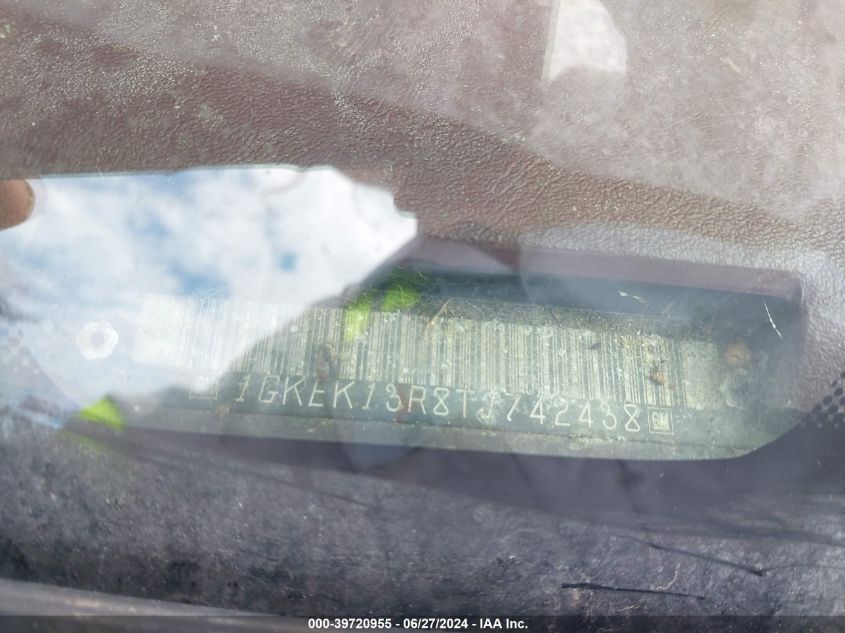 1GKEK13R8TJ742438 GM
000-39720955 • 06/27/2024 - IAA Inc.